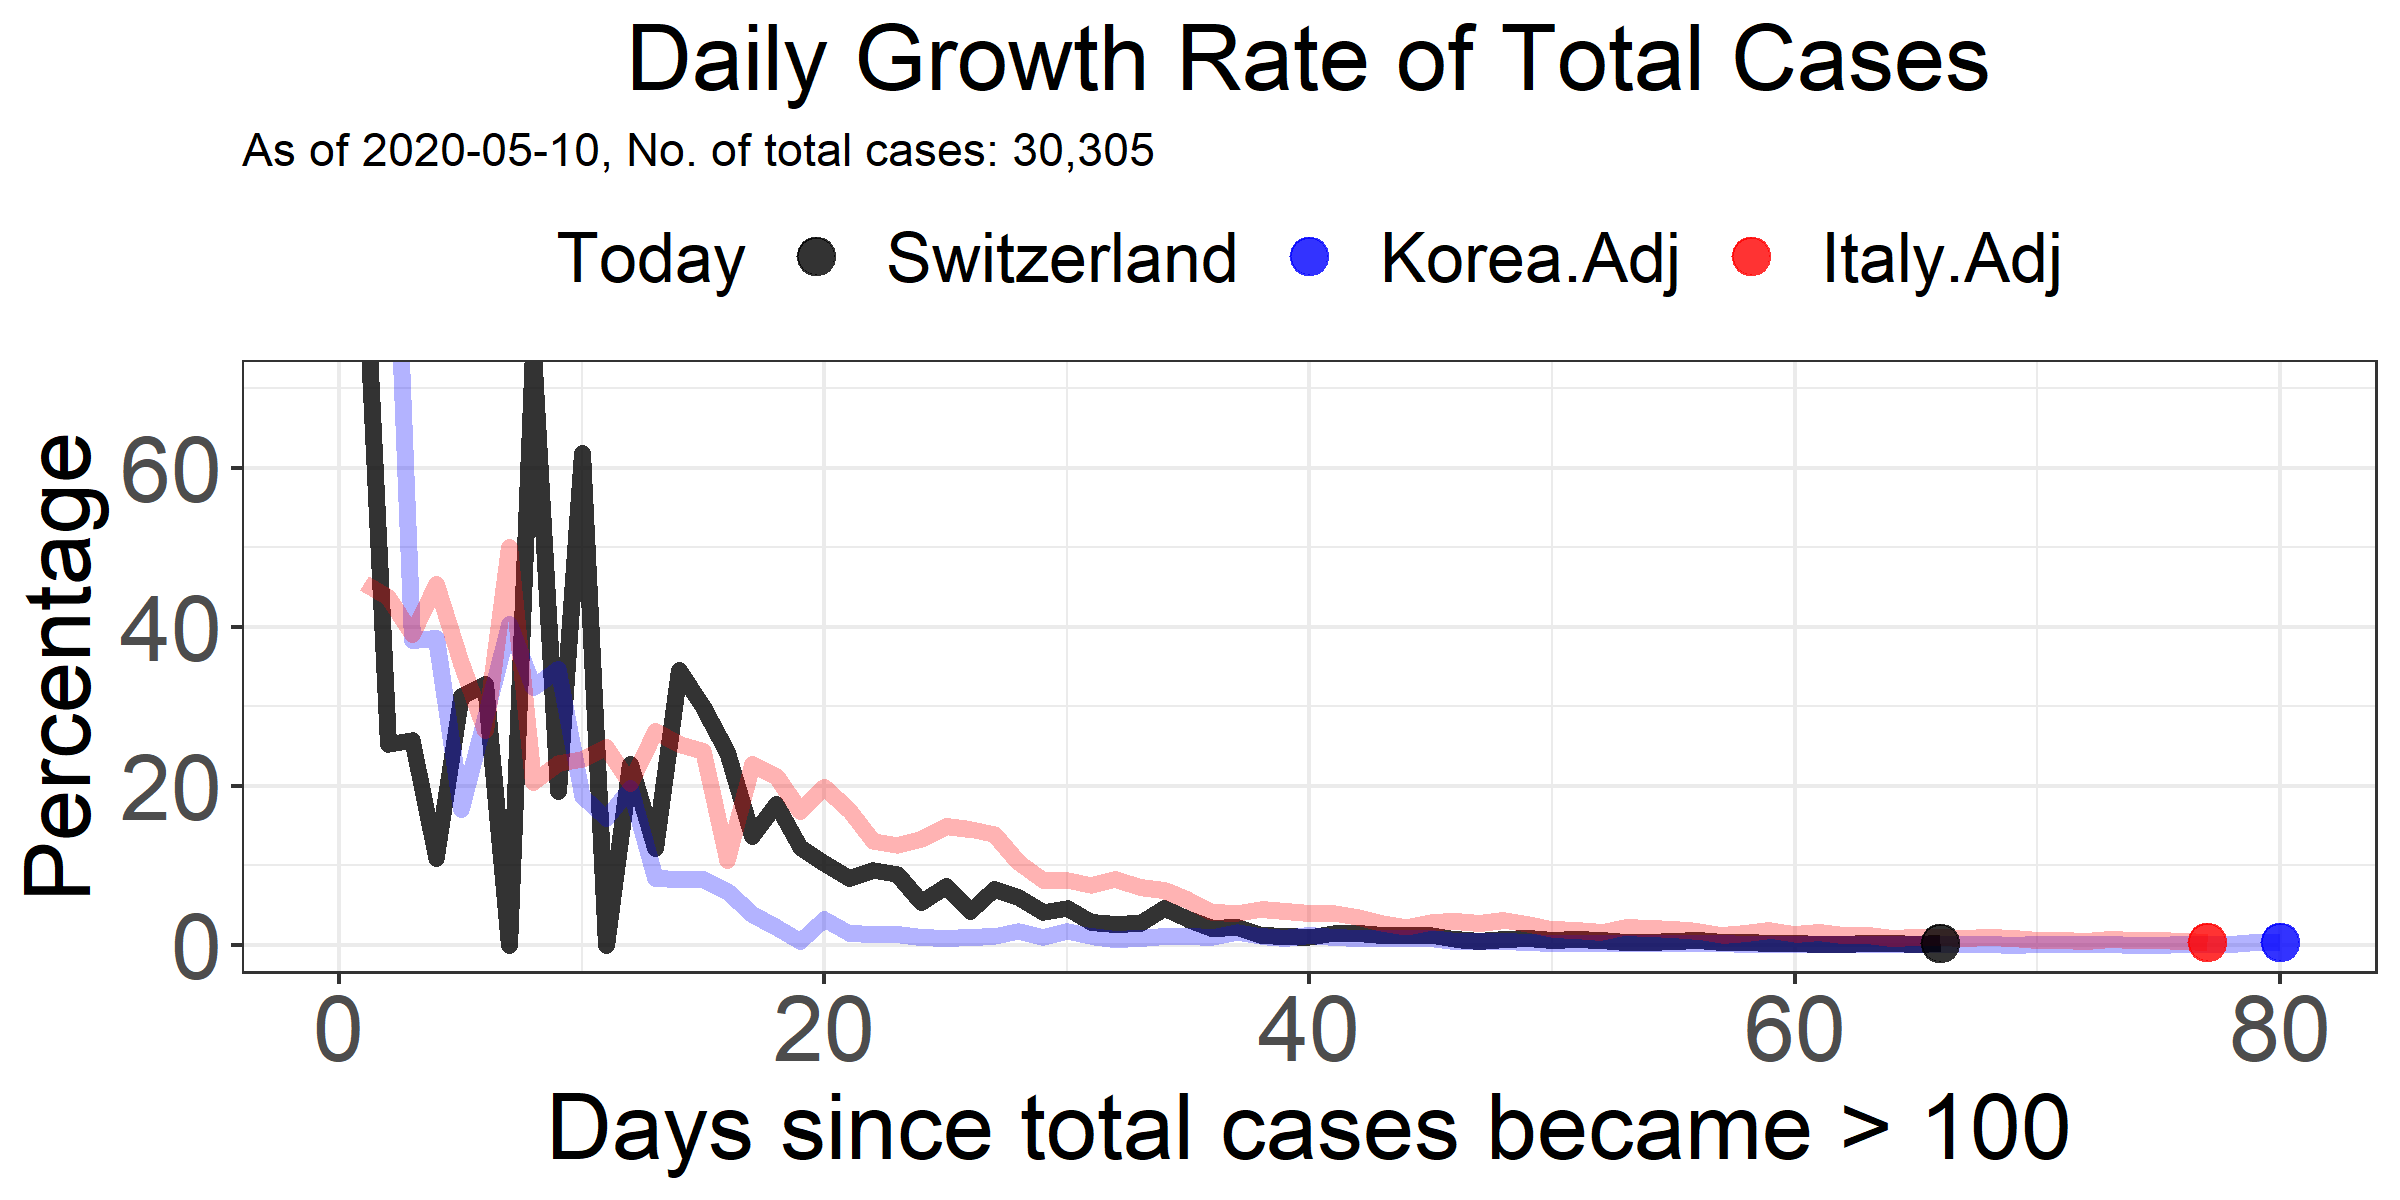 Daily Growth Rate of Total Cases
As of 2020-05-10, No. of total cases: 30,305
Today Switzerland Korea.Adj Italy.Adj
Percentage
60
40
20
0
0 20 40 60 80
Days since total cases became > 100